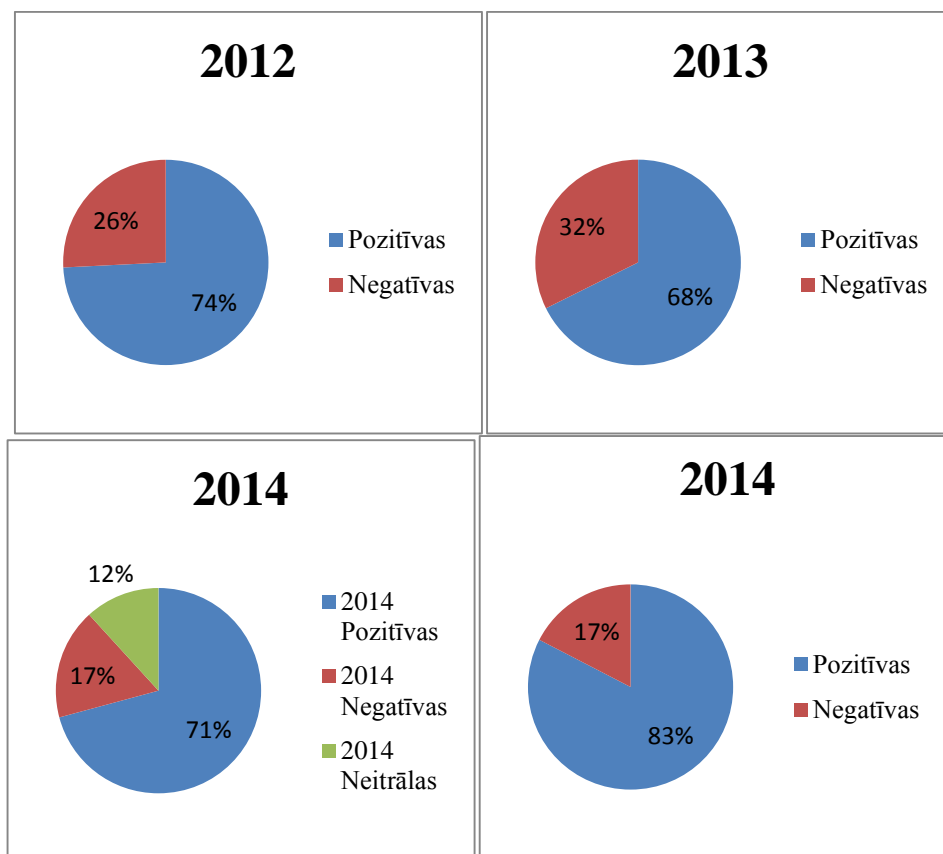 2012
26%
74%
Pozitīvas
Negatīvas
2013
32%
68%
Pozitīvas
Negatīvas
2014
12%
17%
71%
2014
Pozitīvas
2014
Negatīvas
2014
Neitrālas
2014
17%
83%
Pozitīvas
Negatīvas